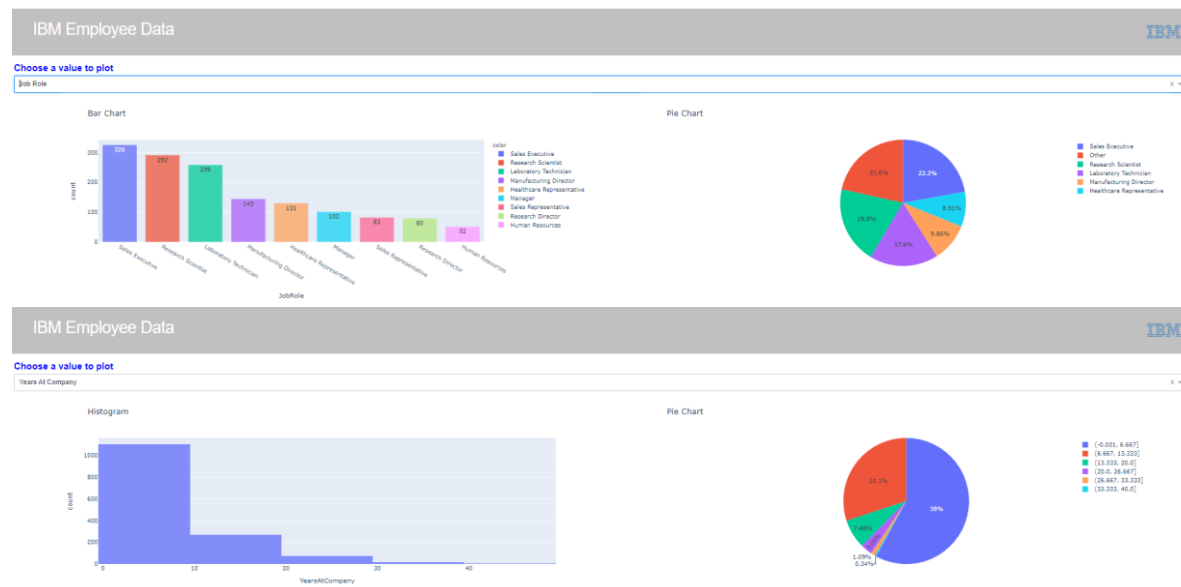 IBM Employee Data
IBM
Choose a value to plot
Job Role
Bar Chart
Pie Chart
300
200
100
0
count
326
292
259
145
131
102
83
80
52
Sales Executive
Research Scientist
Laboratory Technician
Manufacturing Director
Healthcare Representative
Manager
Sales Representative
Research Director
Human Resources
JobRole
color
Sales Executive
Research Scientist
Laboratory Technician
Manufacturing Director
Healthcare Representative
Manager
Sales Representative
Research Director
Human Resources
22.2%
8.91%
9.86%
17.6%
19.9%
21.6%
Sales Executive
Other
Research Scientist
Laboratory Technician
Manufacturing Director
Healthcare Representative
IBM Employee Data
IBM
Choose a value to plot
Years At Company
Histogram
Pie Chart
1000
800
600
400
200
0
count
0
10
20
30
40
YearsAtCompany
58%
30.1%
7.48%
1.09%
0.34%
(-0.001, 6.667]
(6.667, 13.333]
(13.333, 20.0]
(20.0, 26.667]
(26.667, 33.333]
(33.333, 40.0]